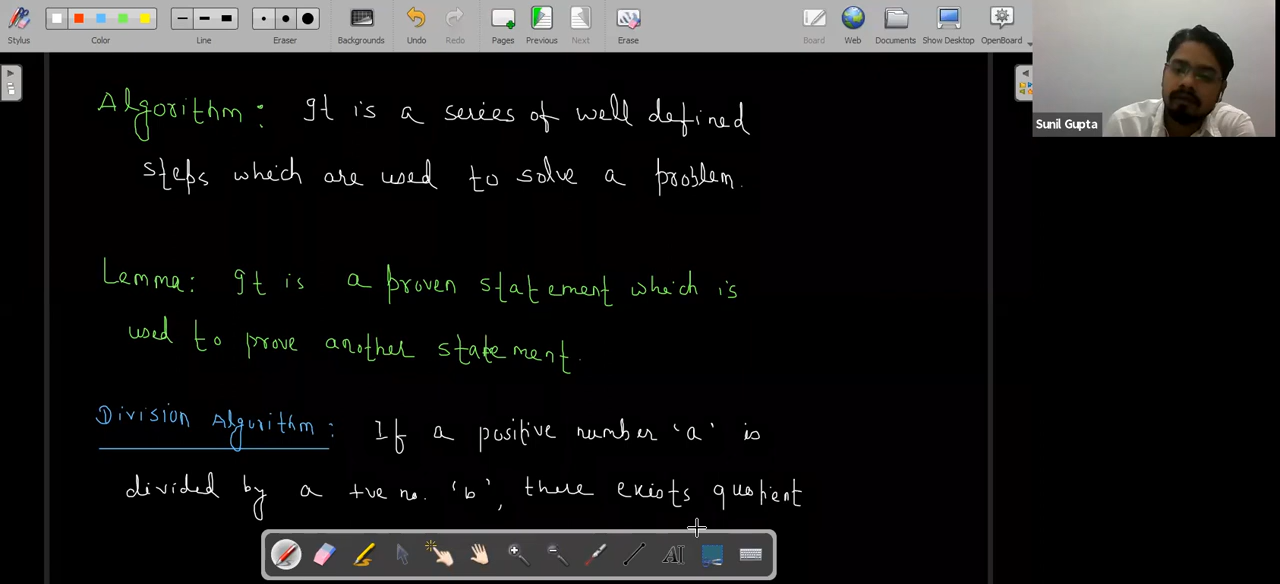 Stylus Color Line Eraser Backgrounds Undo Redo Pages Previous Next Erase Board Web Documents Show Desktop OpenBoard
Sunil Gupta
Algorithm: It is a series of well defined
steps which are used to solve a problem.
Lemma: It is a proven statement which is
used to prove another statement.
Division Algorithm: If a positive number 'a' is
divided by a +ve no. 'b', there exists quotient
AI